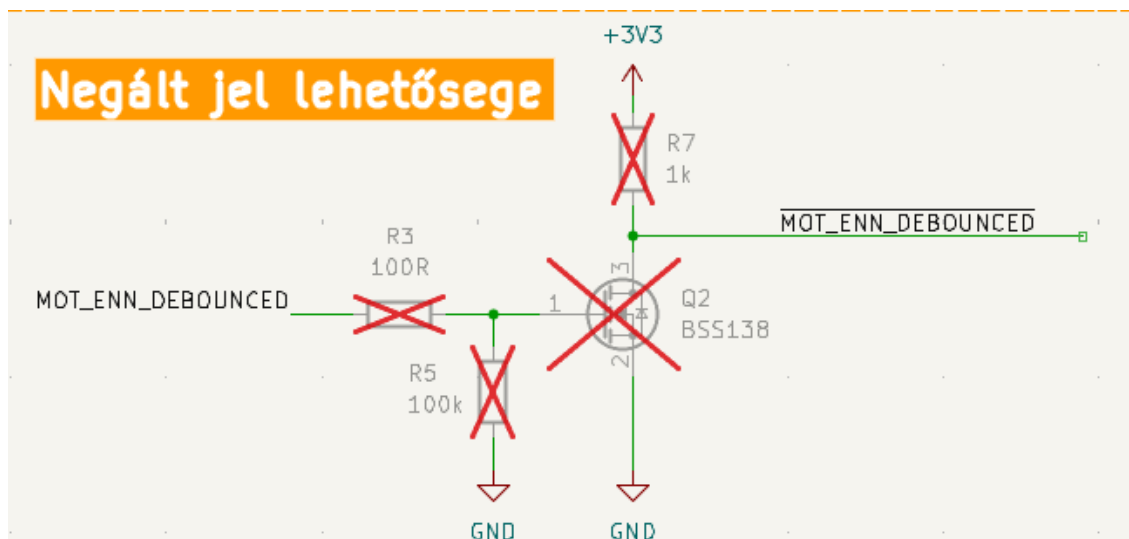 +3V3
Negált jel lehetősege
R7
1k
MOT_ENN_DEBOUNCED
R3
100R
3
MOT_ENN_DEBOUNCED
1
Q2
BSS138
2
R5
100k
GND
GND